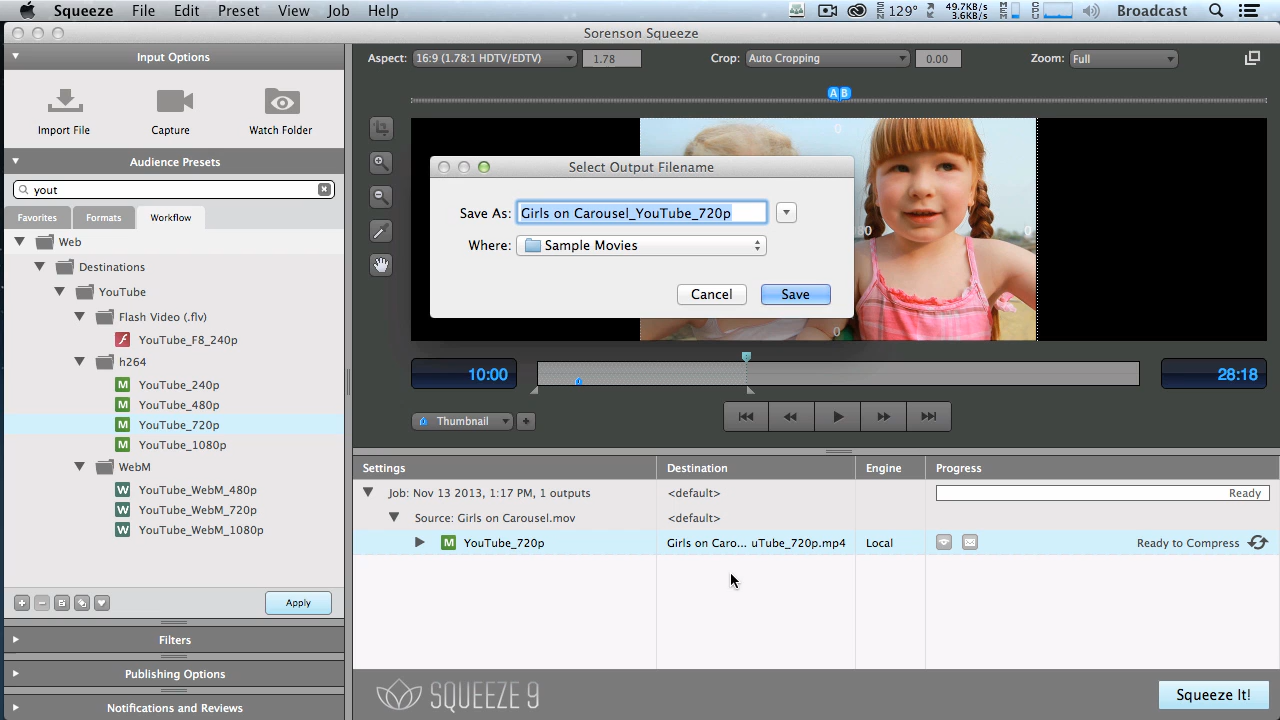 Squeeze File Edit Preset View Job Help 129° 49.7KB/s 3.6KB/s Broadcast
Sorenson Squeeze
Input Options
Import File Capture Watch Folder
Audience Presets
yout
Favorites Formats Workflow
Web
Destinations
YouTube
Flash Video (.flv)
YouTube_F8_240p
h264
M YouTube_240p
M YouTube_480p
M YouTube_720p
M YouTube_1080p
WebM
W YouTube_WebM_480p
W YouTube_WebM_720p
W YouTube_WebM_1080p
Apply
Filters
Publishing Options
Notifications and Reviews
Aspect: 16:9 (1.78:1 HDTV/EDTV) 1.78 Crop: Auto Cropping 0.00 Zoom: Full
A B
0
0
0
Select Output Filename
Save As: Girls on Carousel_YouTube_720p
Where: Sample Movies
Cancel Save
10:00 28:18
Thumbnail
Settings Destination Engine Progress
Job: Nov 13 2013, 1:17 PM, 1 outputs <default> Ready
Source: Girls on Carousel.mov <default>
M YouTube_720p Girls on Caro... uTube_720p.mp4 Local Ready to Compress
SQUEEZE 9
Squeeze It!